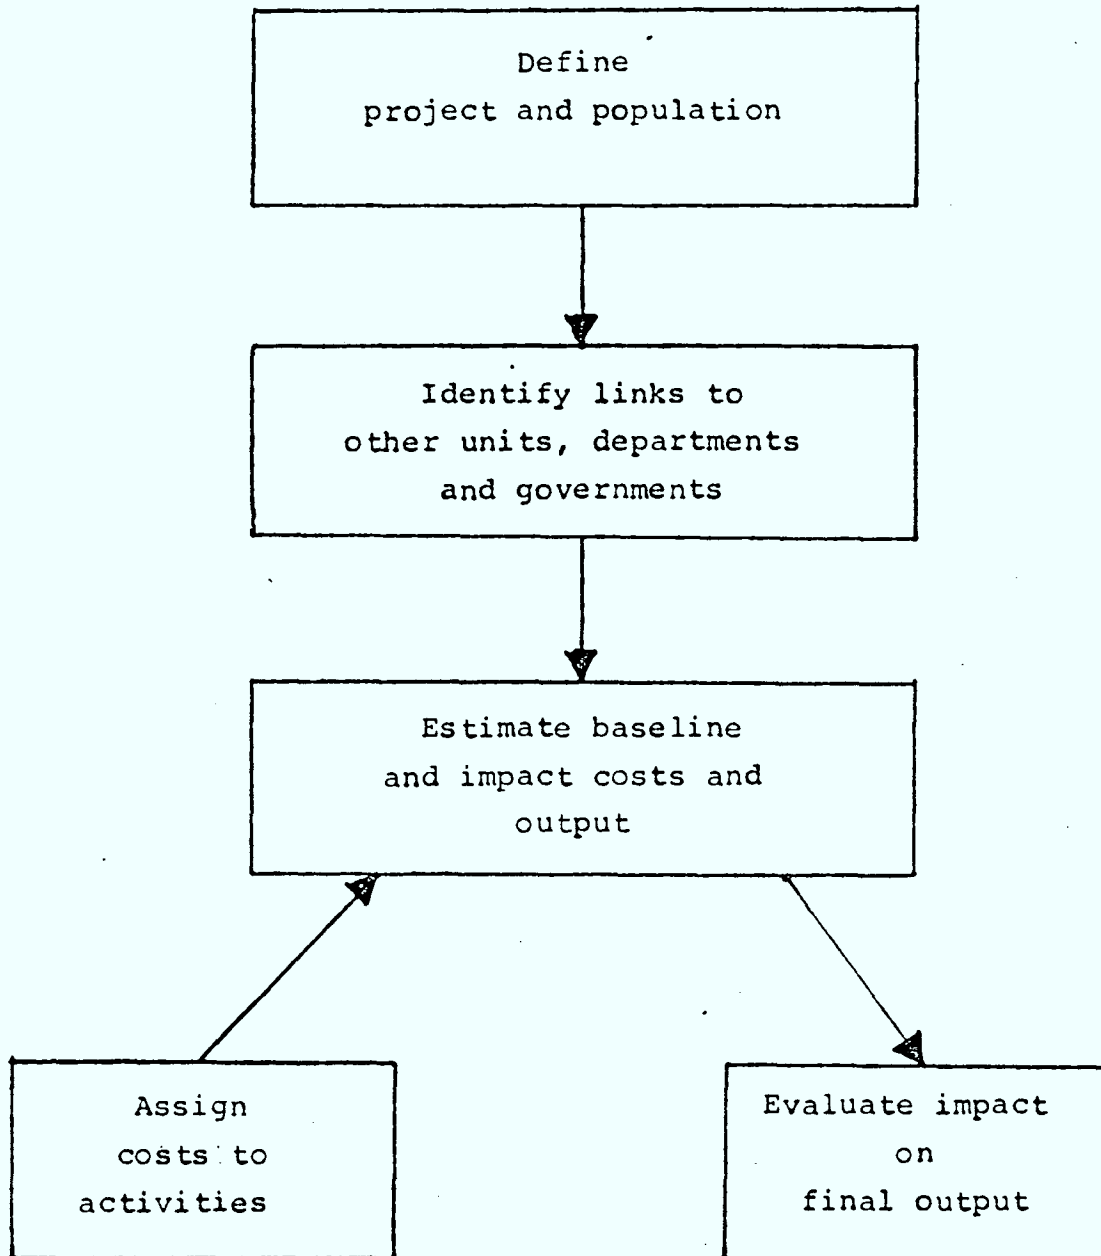 Define
project and population
Identify links to
other units, departments
and governments
Estimate baseline
and impact costs and
output
Assign
costs to
activities
Evaluate impact
on
final output